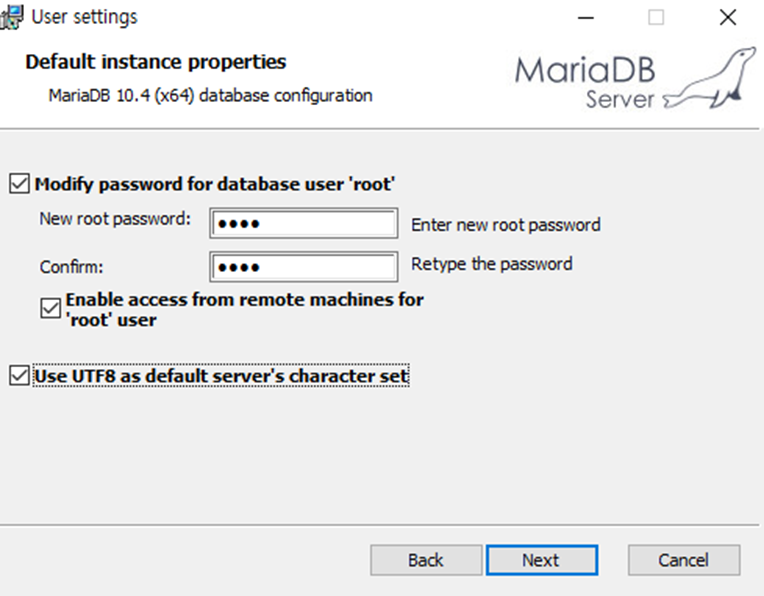 User settings
Default instance properties
MariaDB 10.4 (x64) database configuration
MariaDB
Server
Modify password for database user 'root'
New root password: •••• Enter new root password
Confirm: •••• Retype the password
Enable access from remote machines for
'root' user
Use UTF8 as default server's character set
Back Next Cancel